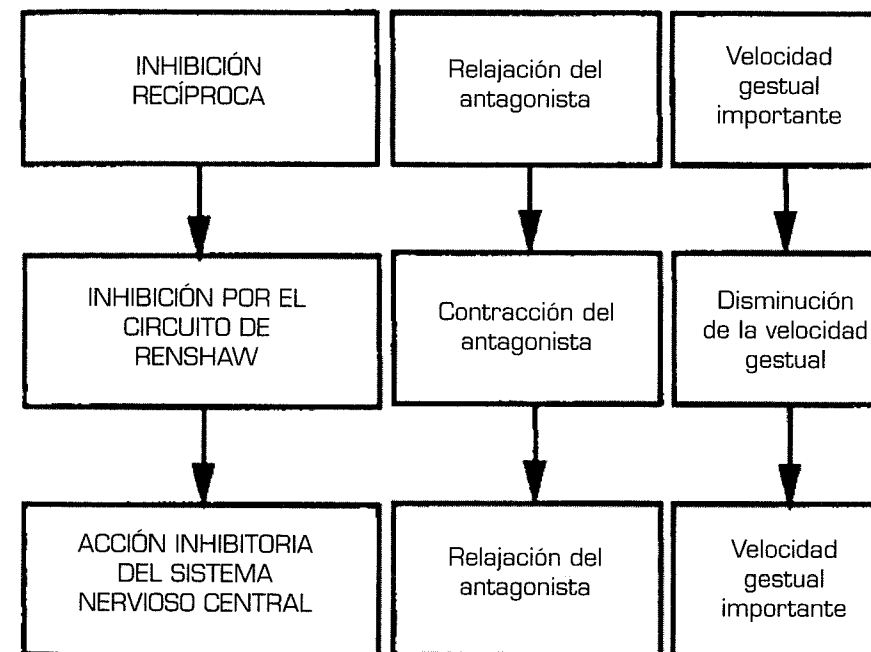 INHIBICIÓN
RECÍPROCA
Relajación del
antagonista
Velocidad
gestual
importante
INHIBICIÓN POR EL
CIRCUITO DE
RENSHAW
Contracción del
antagonista
Disminución
de la velocidad
gestual
ACCIÓN INHIBITORIA
DEL SISTEMA
NERVIOSO CENTRAL
Relajación del
antagonista
Velocidad
gestual
importante